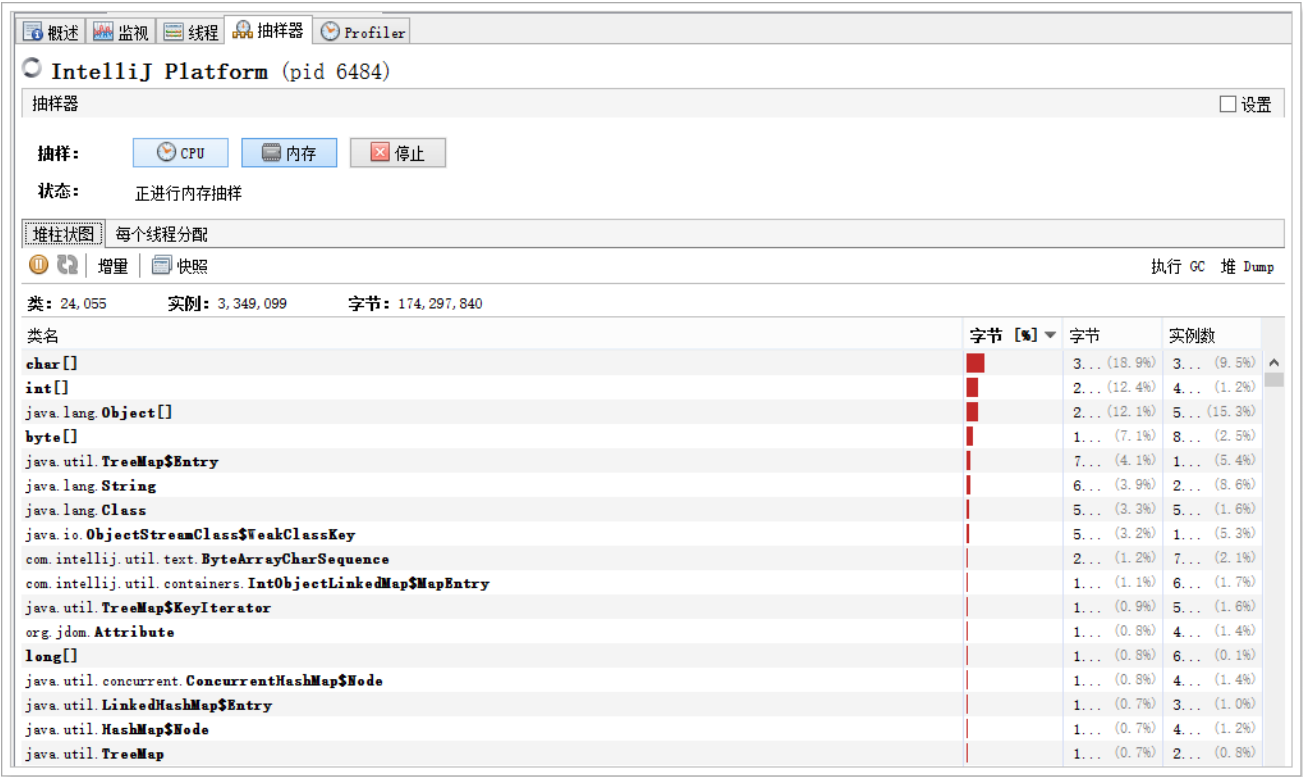 概述 监视 线程 抽样器 Profiler
IntelliJ Platform (pid 6484)
抽样器 设置
抽样: CPU 内存 停止
状态: 正进行内存抽样
堆柱状图 每个线程分配
增量 快照 执行 GC 堆 Dump
类: 24,055 实例: 3,349,099 字节: 174,297,840
类名 字节 [%] 字节 实例数
char[] 3... (18.9%) 3... (9.5%)
int[] 2... (12.4%) 4... (1.2%)
java.lang.Object[] 2... (12.1%) 5... (15.3%)
byte[] 1... (7.1%) 8... (2.5%)
java.util.TreeMap$Entry 7... (4.1%) 1... (5.4%)
java.lang.String 6... (3.9%) 2... (8.6%)
java.lang.Class 5... (3.3%) 5... (1.6%)
java.io.ObjectStreamClass$WeakClassKey 5... (3.2%) 1... (5.3%)
com.intellij.util.text.ByteArrayCharSequence 2... (1.2%) 7... (2.1%)
com.intellij.util.containers.IntObjectLinkedMap$MapEntry 1... (1.1%) 6... (1.7%)
java.util.TreeMap$KeyIterator 1... (0.9%) 5... (1.6%)
org.jdom.Attribute 1... (0.8%) 4... (1.4%)
long[] 1... (0.8%) 6... (0.1%)
java.util.concurrent.ConcurrentHashMap$Node 1... (0.8%) 4... (1.4%)
java.util.LinkedHashMap$Entry 1... (0.7%) 3... (1.0%)
java.util.HashMap$Node 1... (0.7%) 4... (1.2%)
java.util.TreeMap 1... (0.7%) 2... (0.8%)